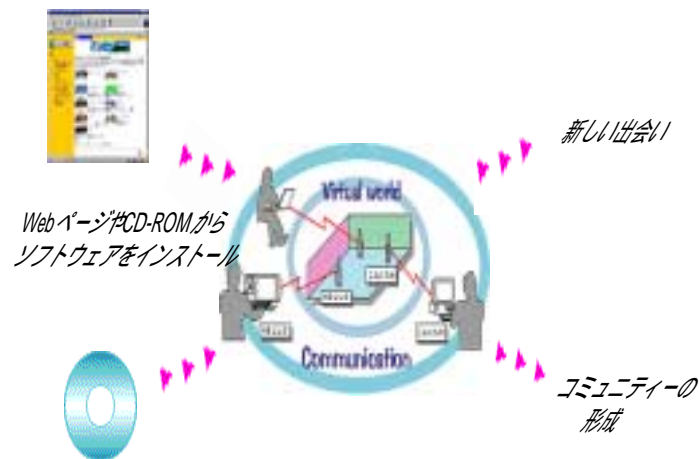 新しい出会い
Virtual world
WebページやCD-ROMから
ソフトウェアをインストール
Communication
コミュニティーの
形成